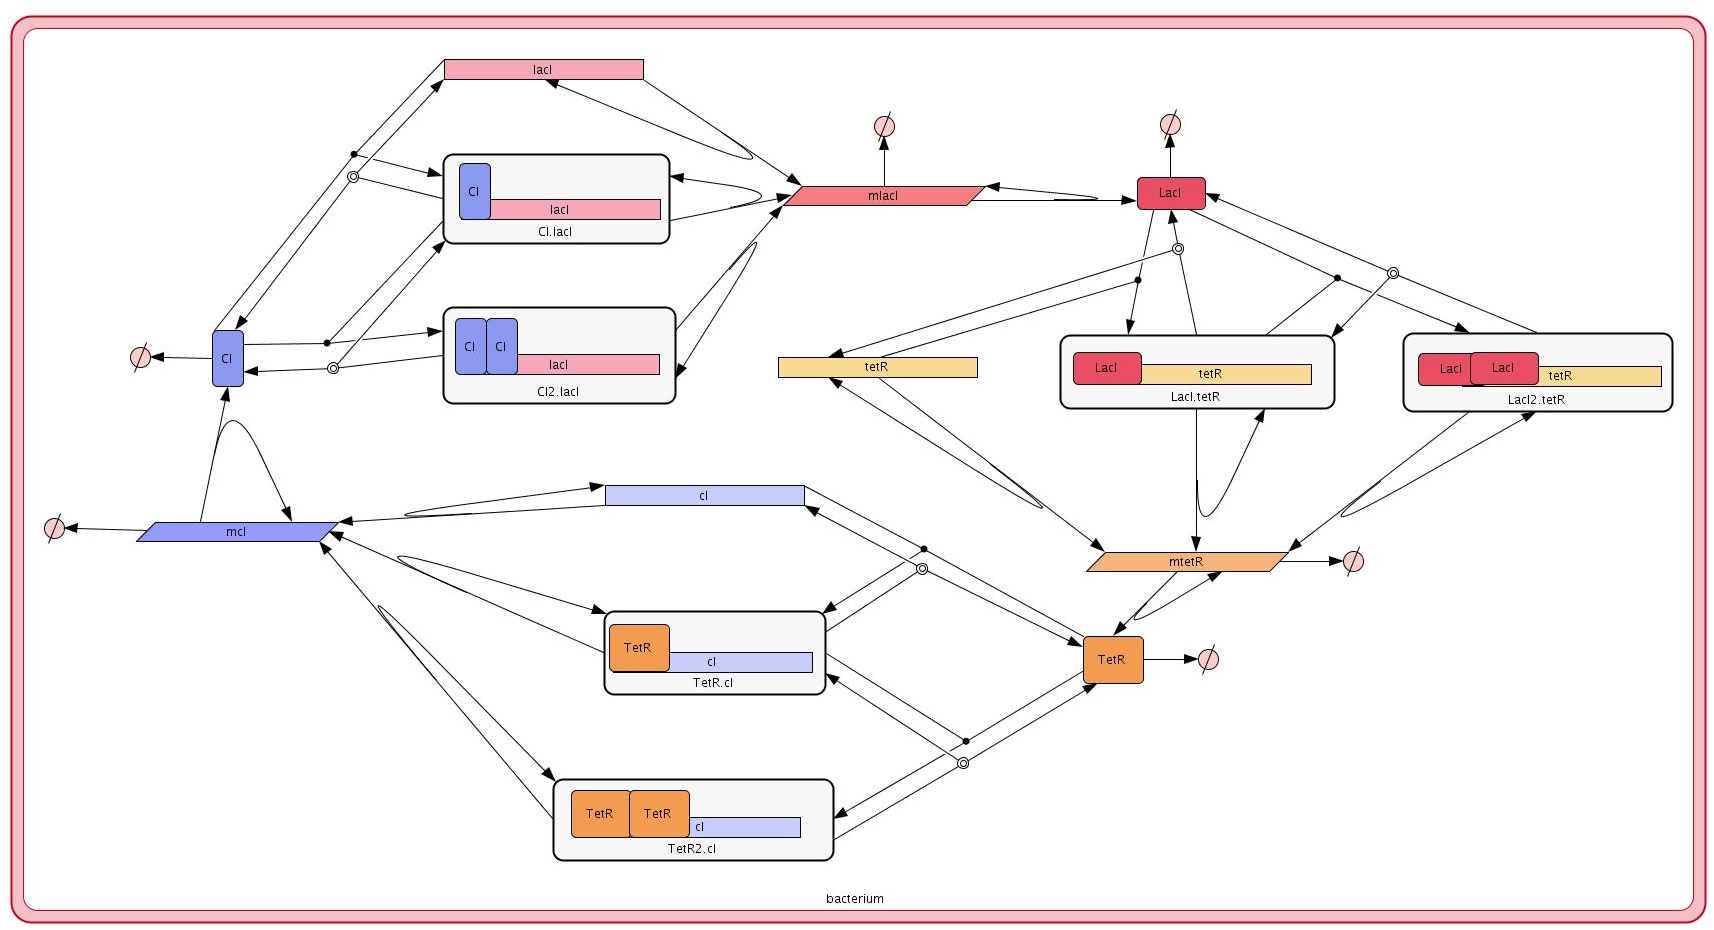 lacI
CI
lacI
CI.lacI
mlacI
LacI
CI
CI
CI
lacI
CI2.lacI
tetR
LacI
tetR
LacI.tetR
LacI
LacI
tetR
LacI2.tetR
cI
mcI
mtetR
TetR
cI
TetR.cI
TetR
TetR
TetR
cI
TetR2.cI
bacterium